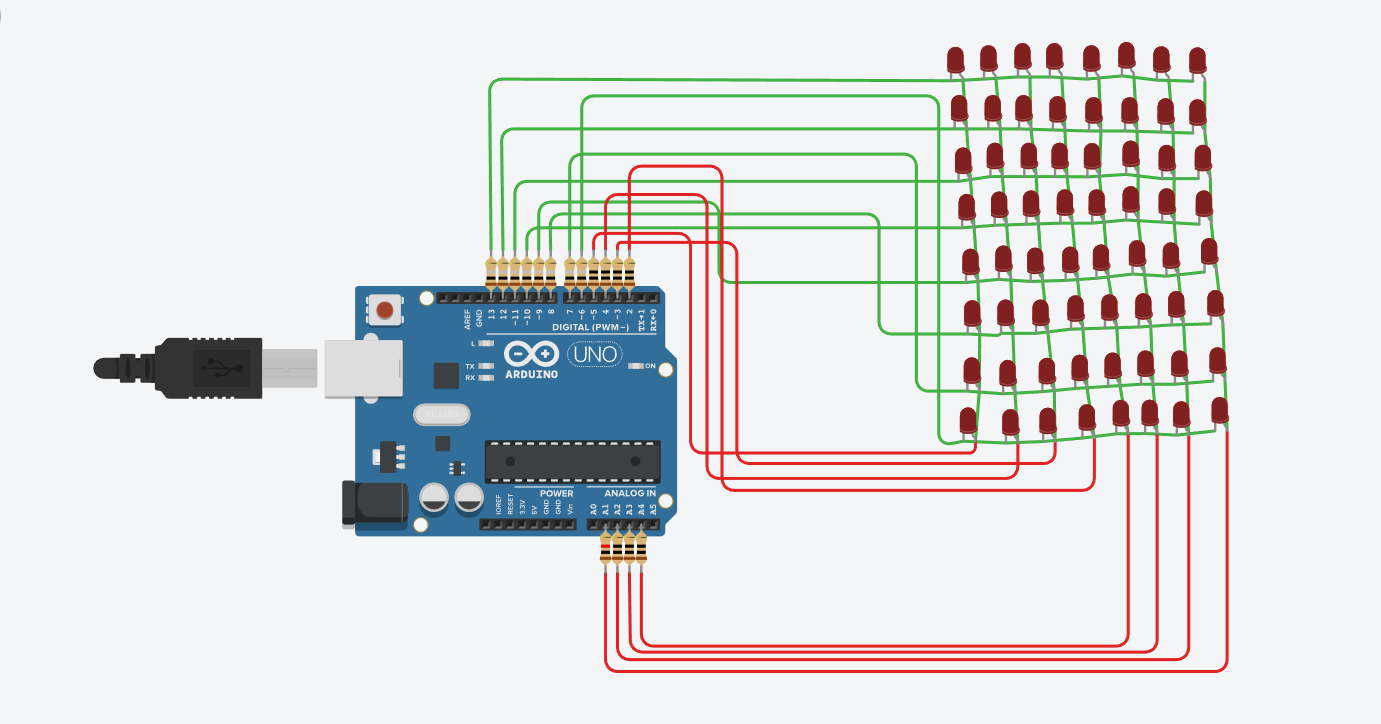 AREF
GND
13
12
~11
~10
~9
8
7
~6
~5
4
~3
2
TX→1
RX←0
DIGITAL (PWM~)
L
TX
RX
ARDUINO
UNO
ON
POWER
ANALOG IN
IOREF
RESET
3.3V
5V
GND
GND
Vin
A0
A1
A2
A3
A4
A5